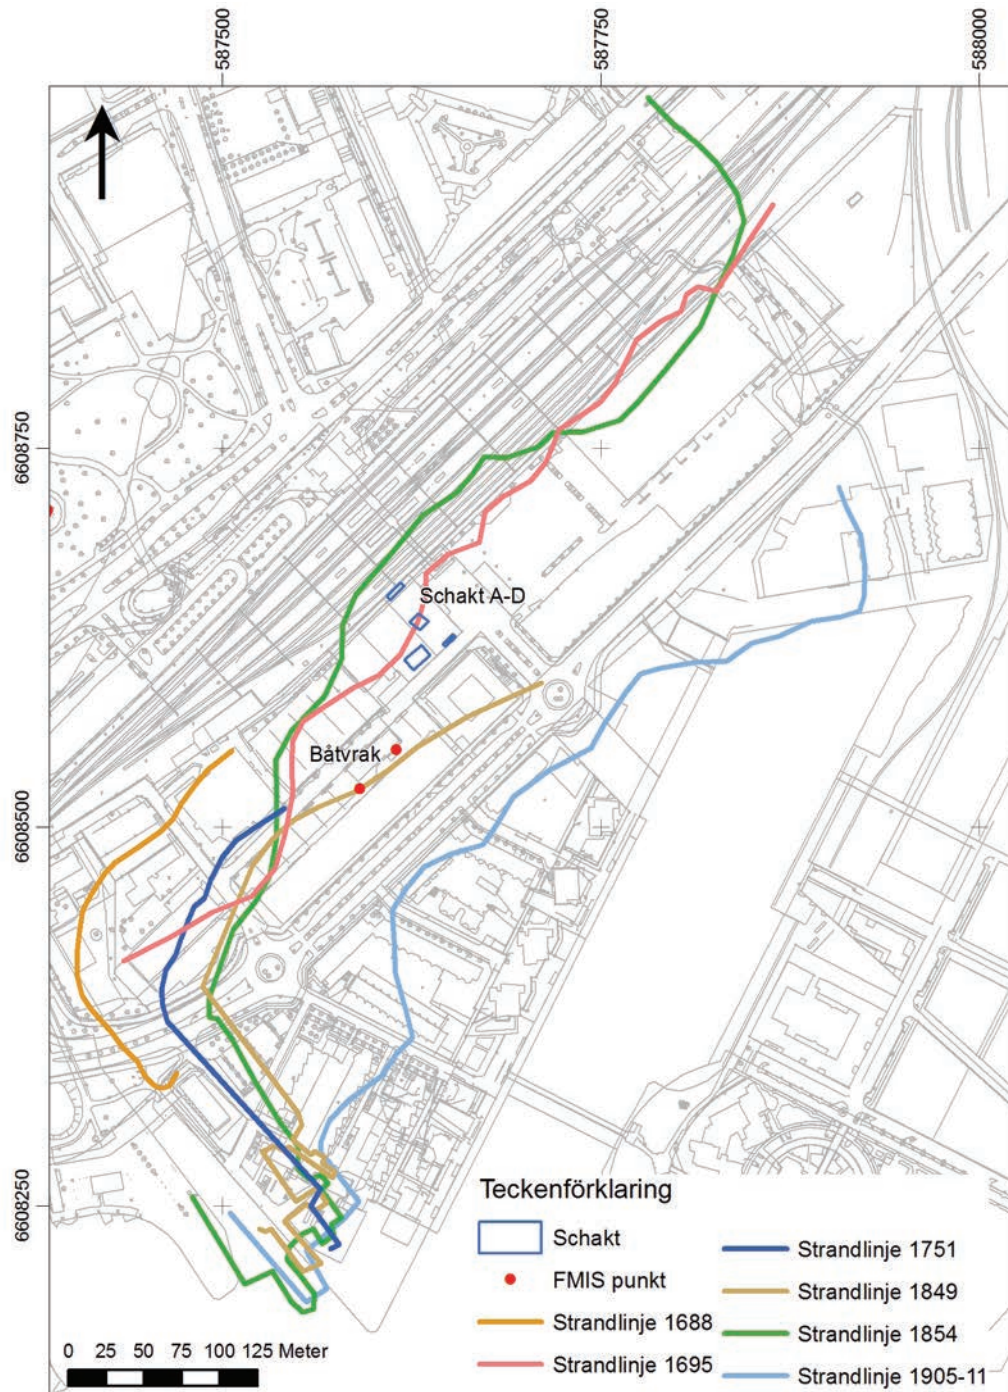 587500
587750
588000
6608750
6608500
6608250
Schakt A-D
Båtvrak
Teckenförklaring
Schakt
FMIS punkt
Strandlinje 1688
Strandlinje 1695
Strandlinje 1751
Strandlinje 1849
Strandlinje 1854
Strandlinje 1905-11
0 25 50 75 100 125 Meter